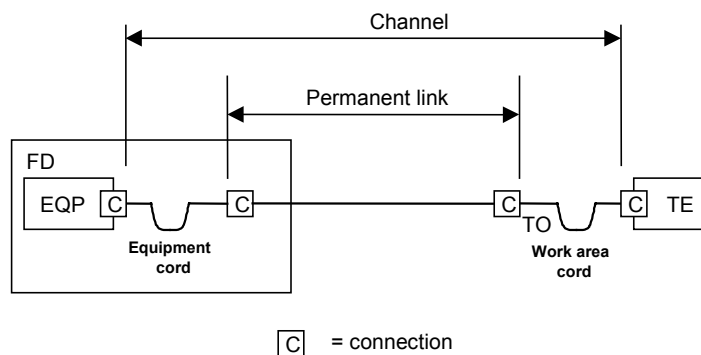 Channel
Permanent link
FD
EQP
C
C
C
TO
C
TE
Equipment
cord
Work area
cord
C = connection